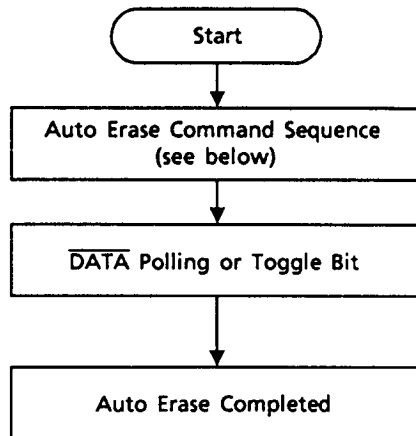 Start
Auto Erase Command Sequence
(see below)
DATA Polling or Toggle Bit
Auto Erase Completed